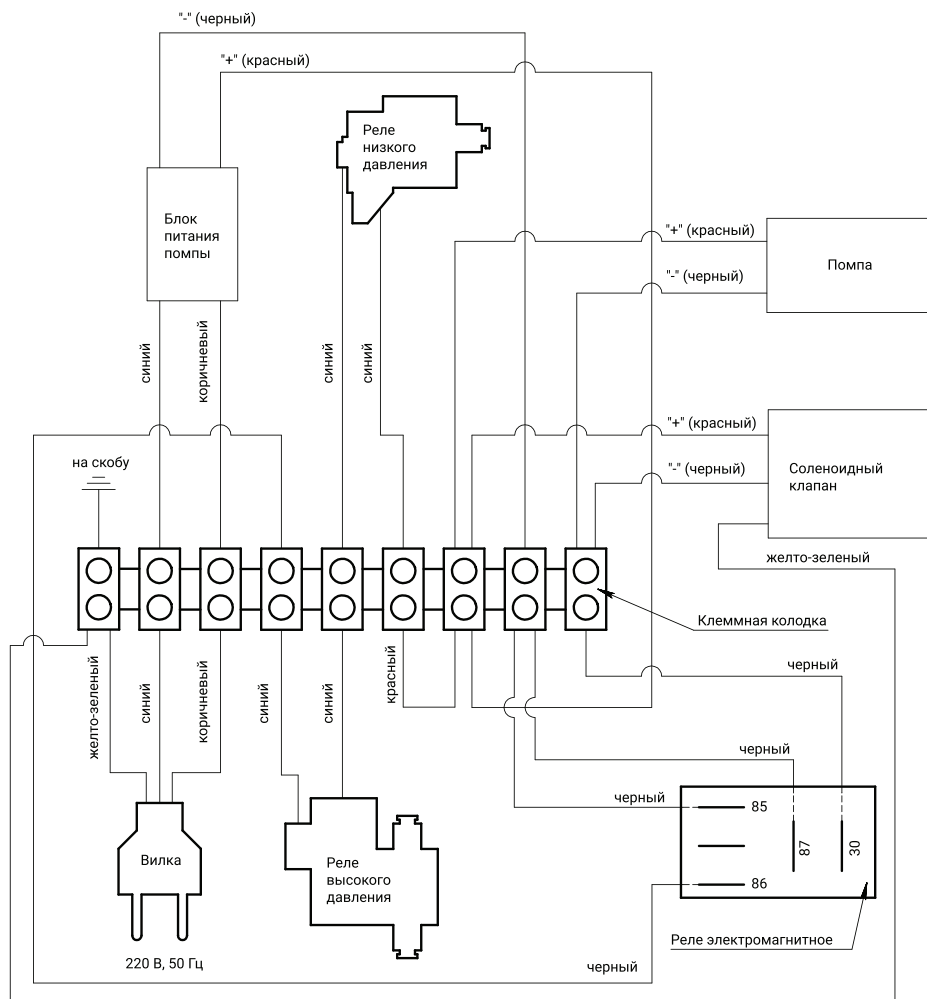 "-" (черный)
"+" (красный)
Реле
низкого
давления
Блок
питания
помпы
"+" (красный)
Помпа
"-" (черный)
синий
коричневый
синий
синий
"+" (красный)
на скобу
"-" (черный)
Соленоидный
клапан
желто-зеленый
Клеммная колодка
желто-зеленый
синий
коричневый
синий
синий
красный
черный
черный
черный
85
87
30
86
Вилка
Реле
высокого
давления
Реле электромагнитное
220 В, 50 Гц
черный